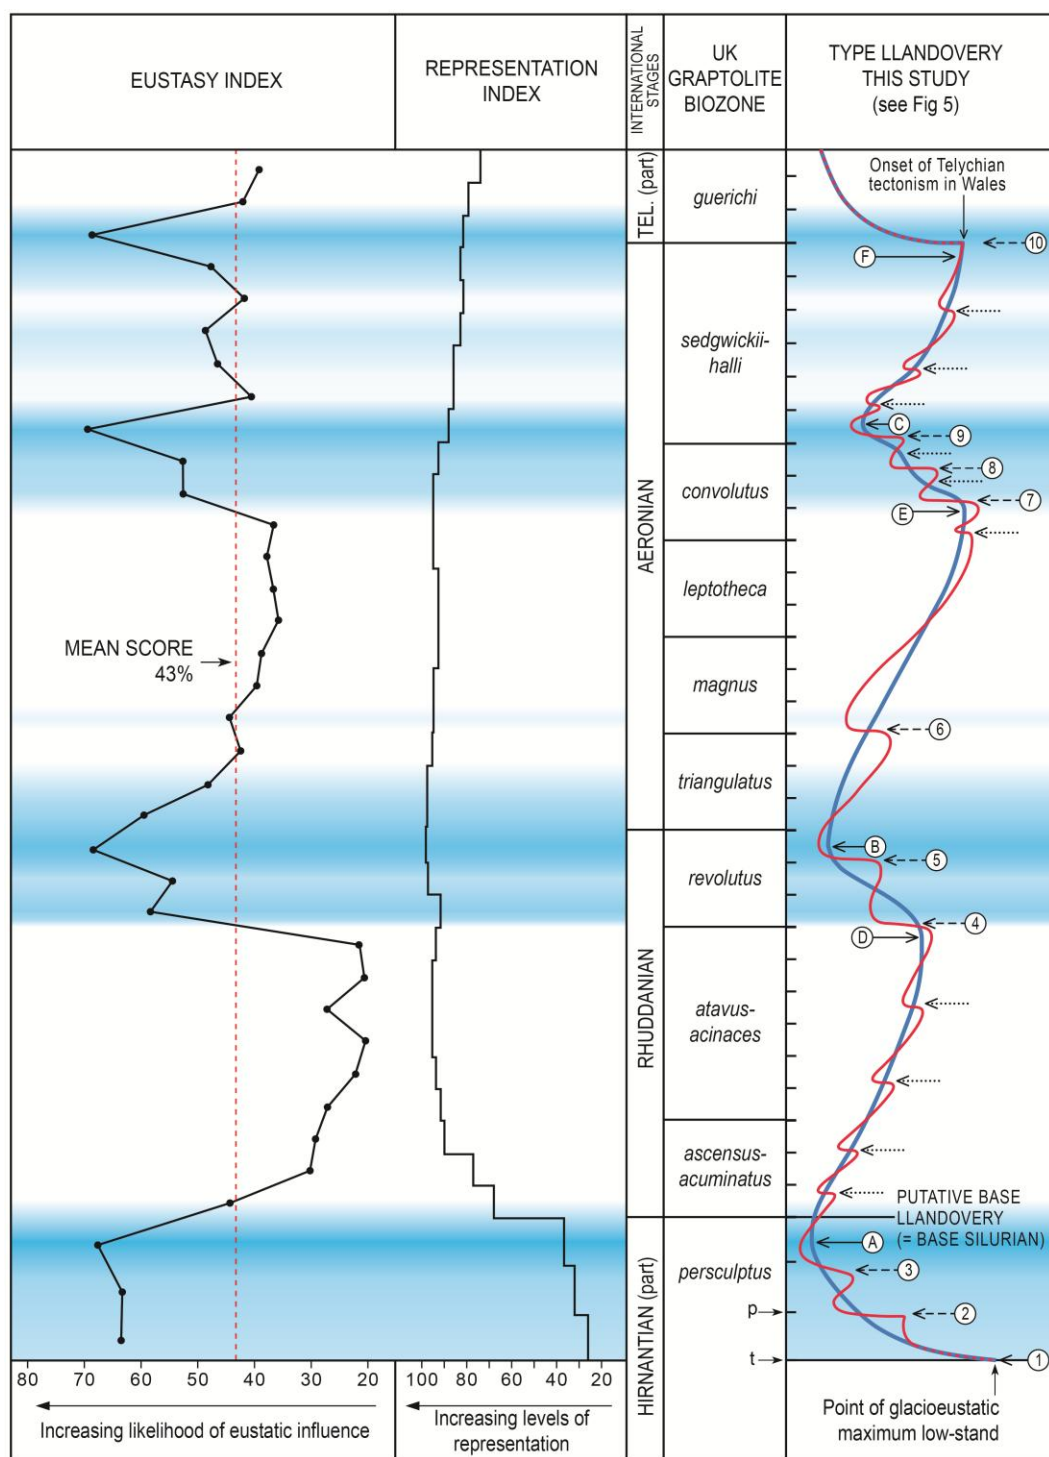 EUSTASY INDEX
REPRESENTATION
INDEX
INTERNATIONAL
STAGES
UK
GRAPTOLITE
BIOZONE
TYPE LLANDOVERY
THIS STUDY
(see Fig 5)
TEL. (part)
AERONIAN
RHUDDANIAN
HIRNANTIAN (part)
guerichi
sedgwickii-
halli
convolutus
leptotheca
magnus
triangulatus
revolutus
atavus-
acinaces
ascensus-
acuminatus
persculptus
MEAN SCORE
43%
Onset of Telychian
tectonism in Wales
10
F
C
9
8
7
E
6
B
5
4
D
PUTATIVE BASE
LLANDOVERY
(= BASE SILURIAN)
A
3
p
2
t
1
Point of glacioeustatic
maximum low-stand
80 70 60 50 40 30 20
Increasing likelihood of eustatic influence
100 80 60 40 20
Increasing levels of
representation